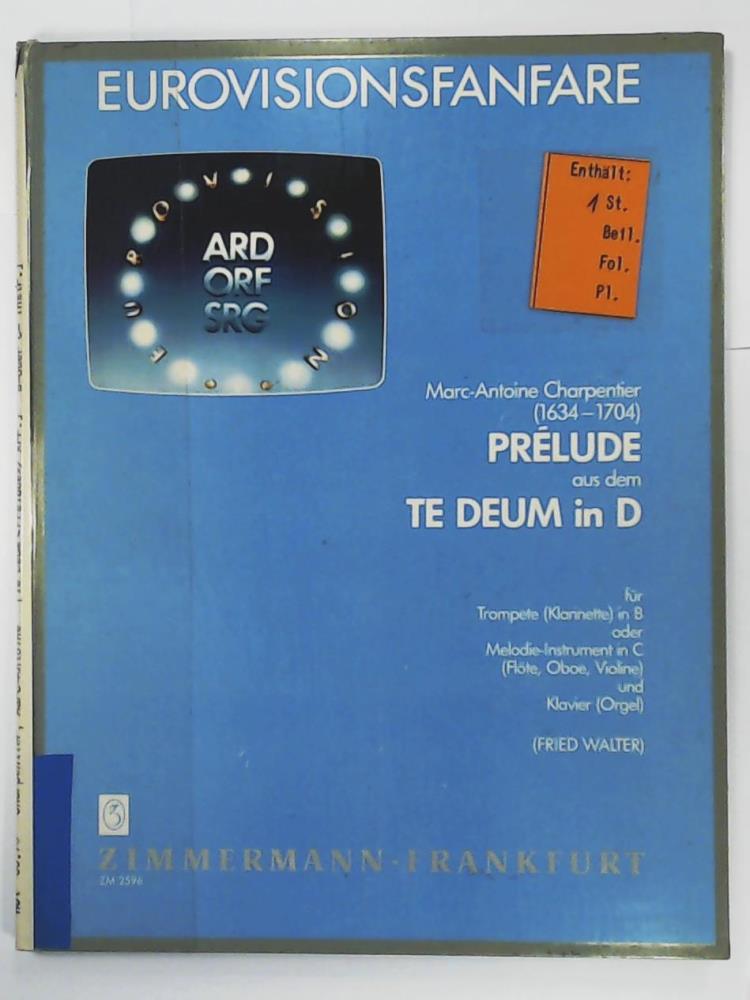 EUROVISIONSFANFARE
EUROVISION
ARD
ORF
SRG
Enthält:
1 St.
Beil.
Fol.
Pl.
Marc-Antoine Charpentier
(1634–1704)
PRÉLUDE
aus dem
TE DEUM in D
für
Trompete (Klarinette) in B
oder
Melodie-Instrument in C
(Flöte, Oboe, Violine)
und
Klavier (Orgel)
(FRIED WALTER)
Z
ZIMMERMANN · FRANKFURT
ZM 2596